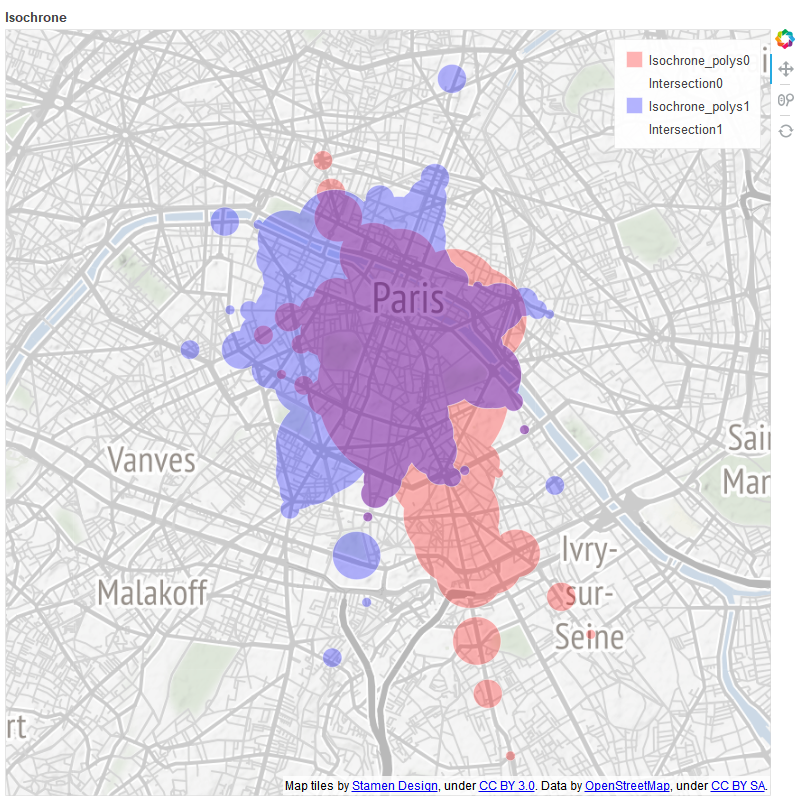 Isochrone
Isochrone_polys0
Intersection0
Isochrone_polys1
Intersection1
Paris
Vanves
Sai
Mar
Malakoff
Ivry-
sur-
Seine
rt
Map tiles by Stamen Design, under CC BY 3.0. Data by OpenStreetMap, under CC BY SA.